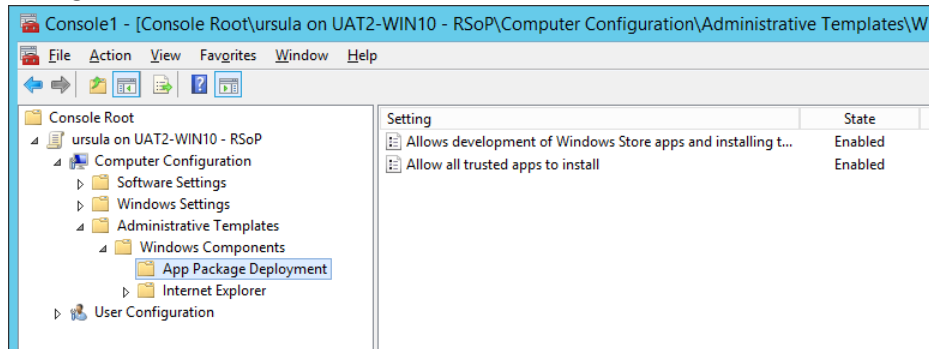 Console1 - [Console Root\ursula on UAT2-WIN10 - RSoP\Computer Configuration\Administrative Templates\W
File Action View Favorites Window Help
Console Root
ursula on UAT2-WIN10 - RSoP
Computer Configuration
Software Settings
Windows Settings
Administrative Templates
Windows Components
App Package Deployment
Internet Explorer
User Configuration
Setting State
Allows development of Windows Store apps and installing t... Enabled
Allow all trusted apps to install Enabled